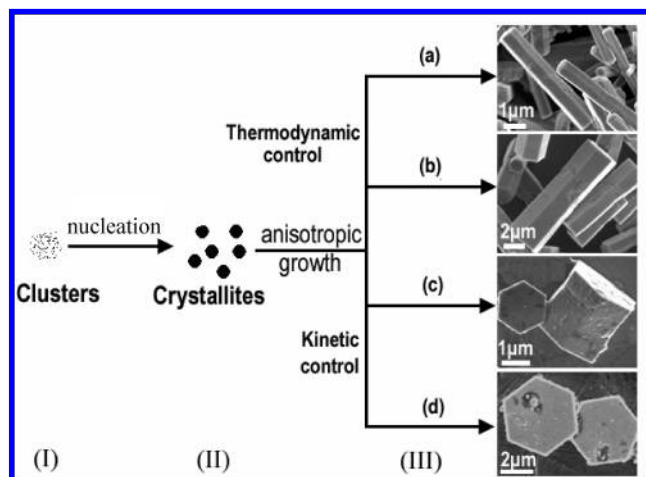 (a)
1µm
Thermodynamic
control
(b)
2µm
nucleation
anisotropic
growth
Clusters
Crystallites
(c)
1µm
Kinetic
control
(d)
2µm
(I)
(II)
(III)